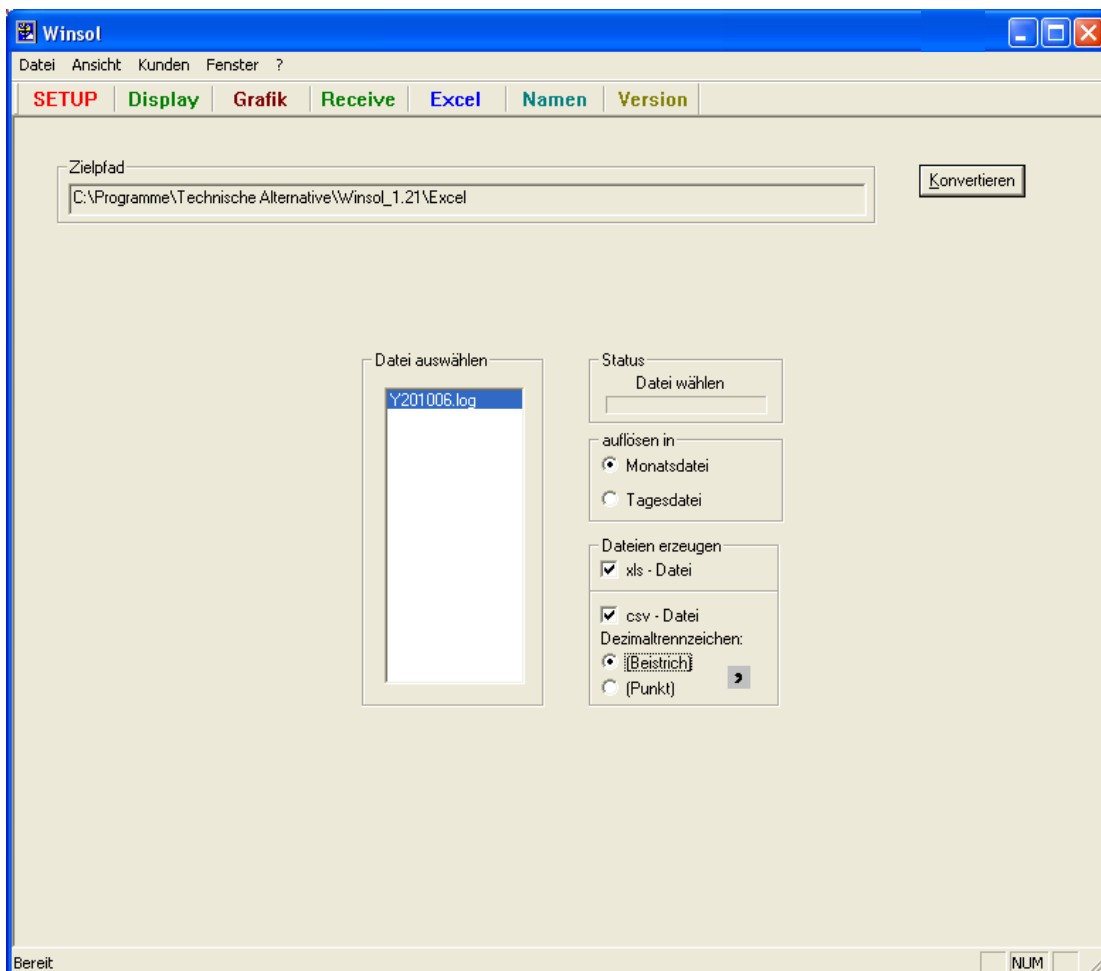 Winsol
Datei Ansicht Kunden Fenster ?
SETUP Display Grafik Receive Excel Namen Version
Zielpfad
C:\Programme\Technische Alternative\Winsol_1.21\Excel
Konvertieren
Datei auswählen
Y201006.log
Status
Datei wählen
auflösen in
Monatsdatei
Tagesdatei
Dateien erzeugen
xls - Datei
csv - Datei
Dezimaltrennzeichen:
(Beistrich)
(Punkt)
,
Bereit
NUM